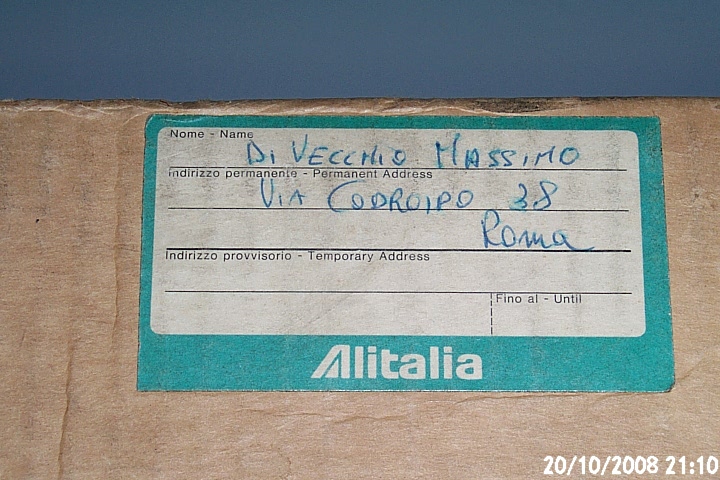 Nome - Name
DI VECCHIO MASSIMO
Indirizzo permanente - Permanent Address
VIA CODROIPO 38
Roma
Indirizzo provvisorio - Temporary Address
Fino al - Until
Alitalia
20/10/2008 21:10